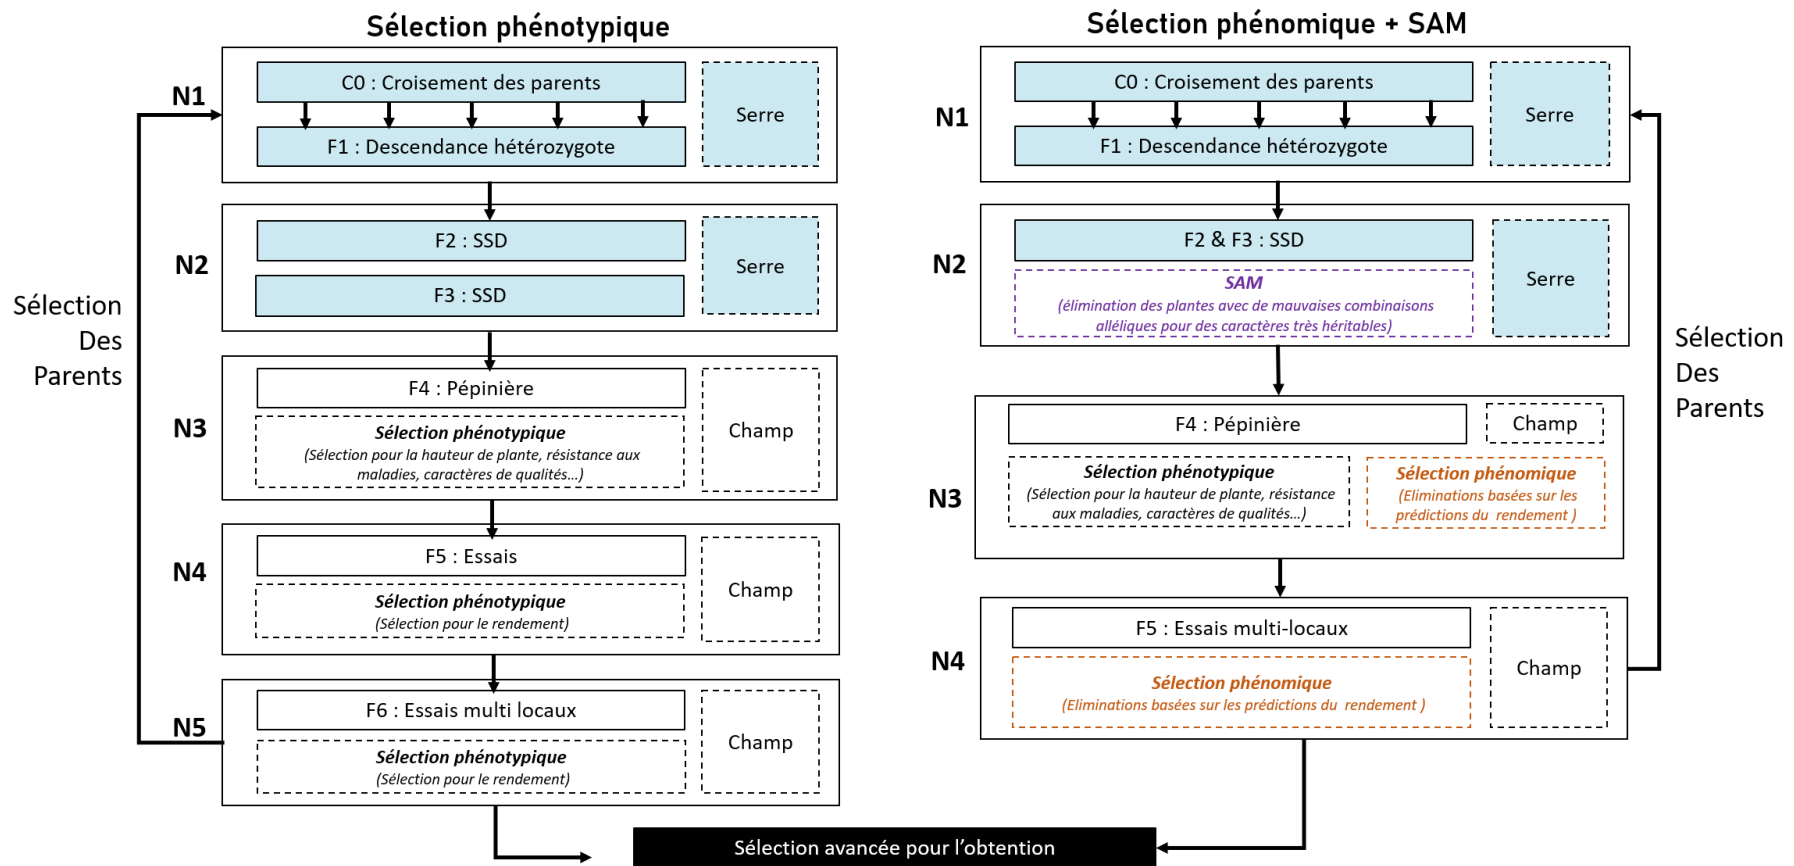 Sélection phénotypique
N1
C0 : Croisement des parents
F1 : Descendance hétérozygote
Serre
N2
F2 : SSD
F3 : SSD
Serre
Sélection
Des
Parents
N3
F4 : Pépinière
Sélection phénotypique
(Sélection pour la hauteur de plante, résistance aux
maladies, caractères de qualités…)
Champ
N4
F5 : Essais
Sélection phénotypique
(Sélection pour le rendement)
Champ
N5
F6 : Essais multi locaux
Sélection phénotypique
(Sélection pour le rendement)
Champ
Sélection phénomique + SAM
N1
C0 : Croisement des parents
F1 : Descendance hétérozygote
Serre
N2
F2 & F3 : SSD
SAM
(élimination des plantes avec de mauvaises combinaisons
alléliques pour des caractères très héritables)
Serre
Sélection
Des
Parents
N3
F4 : Pépinière
Champ
Sélection phénotypique
(Sélection pour la hauteur de plante, résistance
aux maladies, caractères de qualités…)
Sélection phénomique
(Eliminations basées sur les
prédictions du rendement )
N4
F5 : Essais multi-locaux
Sélection phénomique
(Eliminations basées sur les prédictions du rendement )
Champ
Sélection avancée pour l’obtention